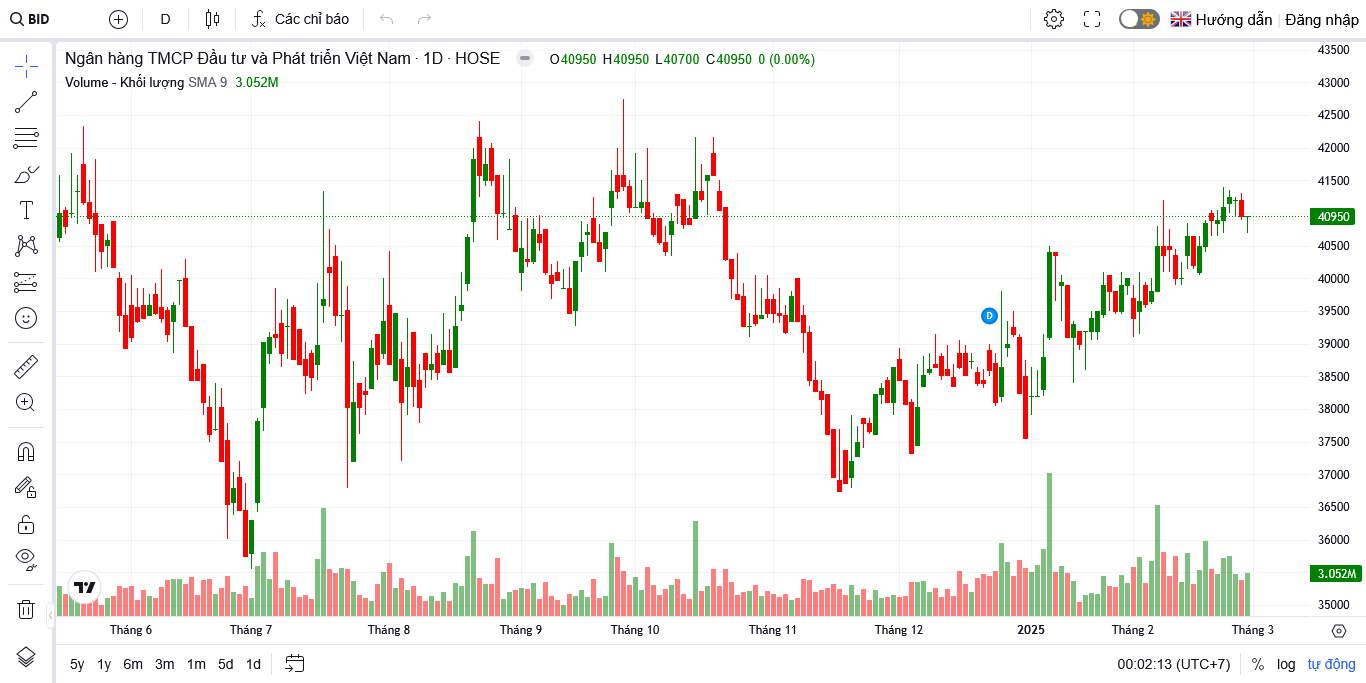 BID D Các chỉ báo Hướng dẫn Đăng nhập
Ngân hàng TMCP Đầu tư và Phát triển Việt Nam · 1D · HOSE O40950 H40950 L40700 C40950 0 (0.00%)
Volume - Khối lượng SMA 9 3.052M
43500
43000
42500
42000
41500
40950
40500
40000
39500
39000
38500
38000
37500
37000
36500
36000
3.052M
35000
D
Tháng 6 Tháng 7 Tháng 8 Tháng 9 Tháng 10 Tháng 11 Tháng 12 2025 Tháng 2 Tháng 3
5y 1y 6m 3m 1m 5d 1d 00:02:13 (UTC+7) % log tự động